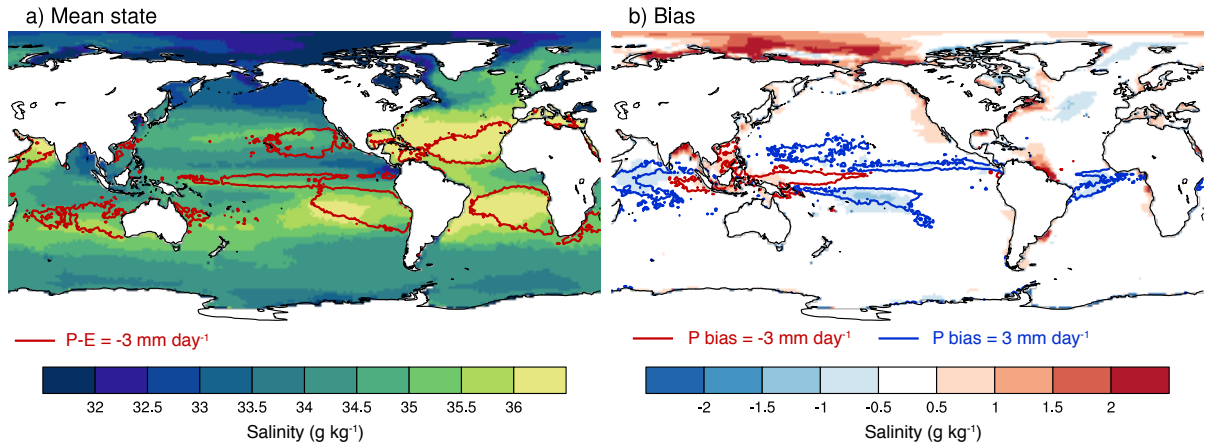 a) Mean state
b) Bias
P-E = -3 mm day⁻¹
P bias = -3 mm day⁻¹
P bias = 3 mm day⁻¹
32 32.5 33 33.5 34 34.5 35 35.5 36
-2 -1.5 -1 -0.5 0.5 1 1.5 2
Salinity (g kg⁻¹)
Salinity (g kg⁻¹)